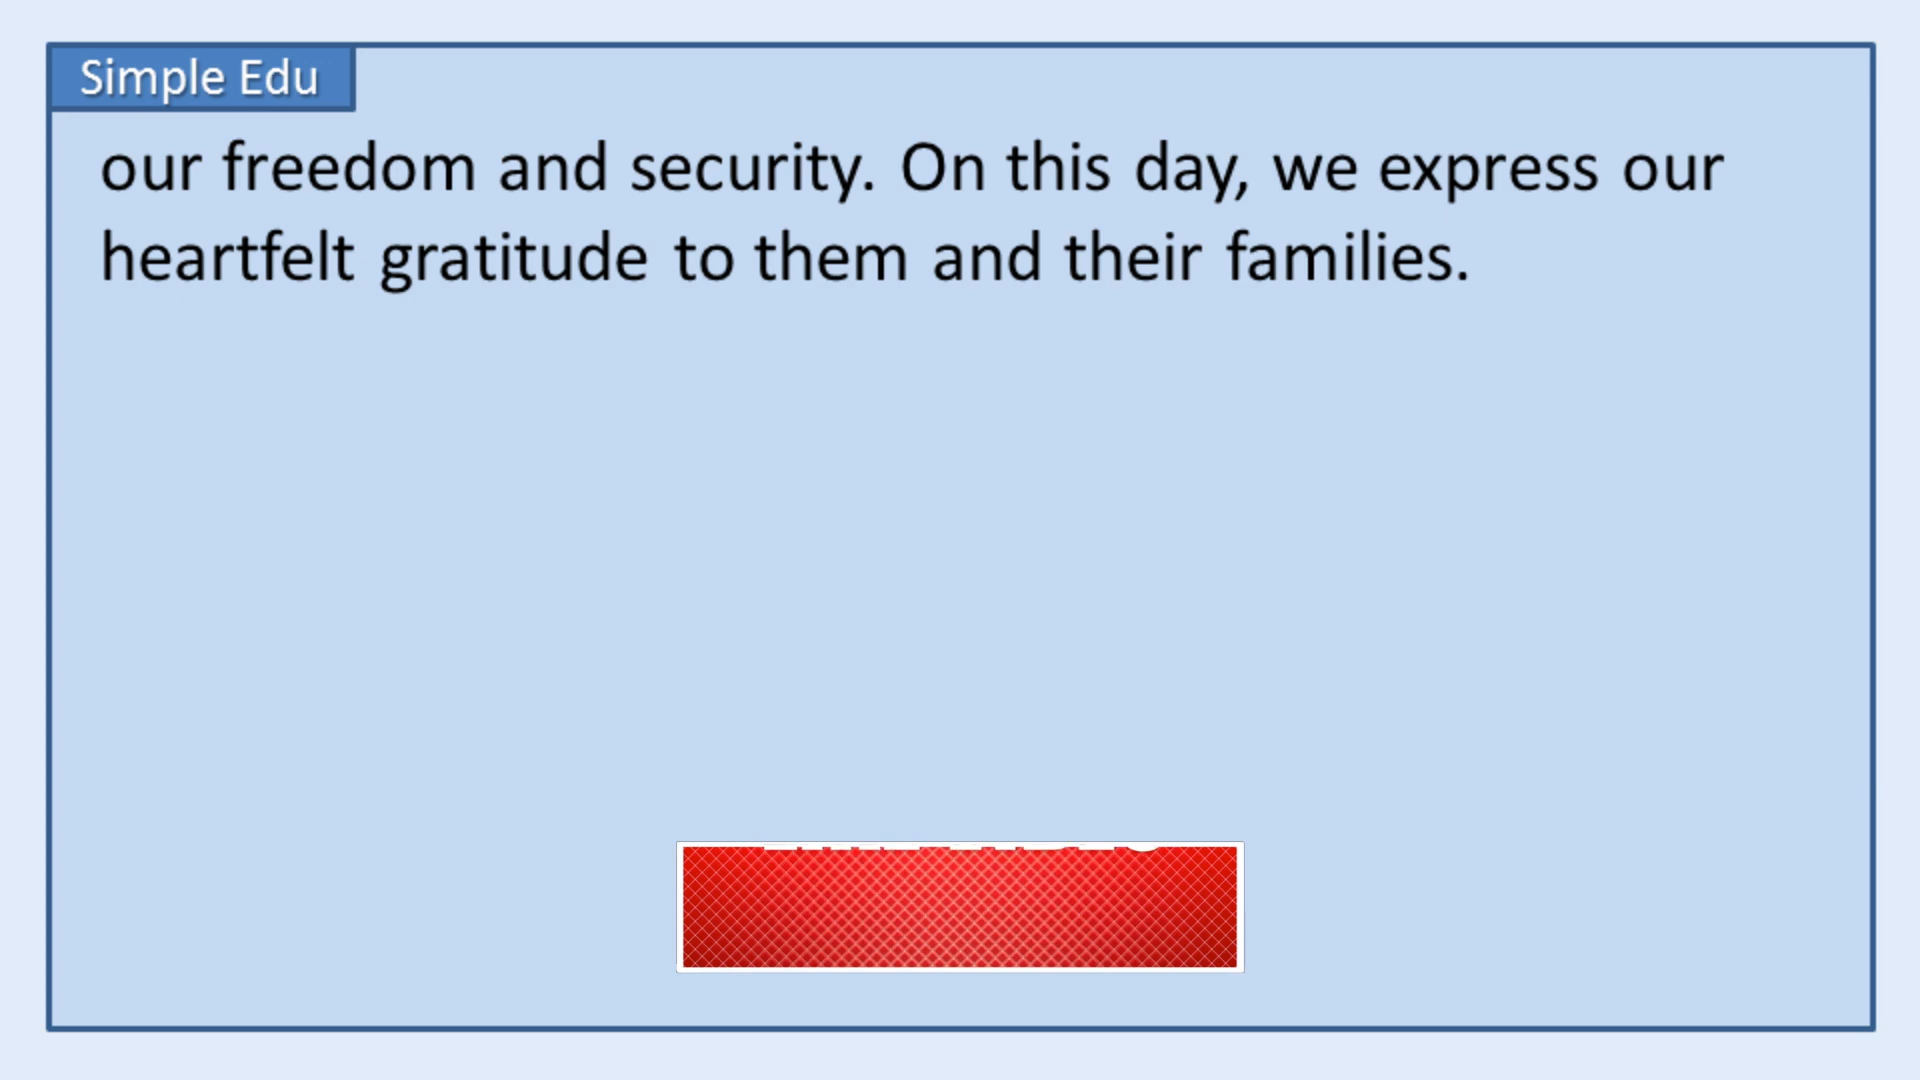 Simple Edu
our freedom and security. On this day, we express our
heartfelt gratitude to them and their families.